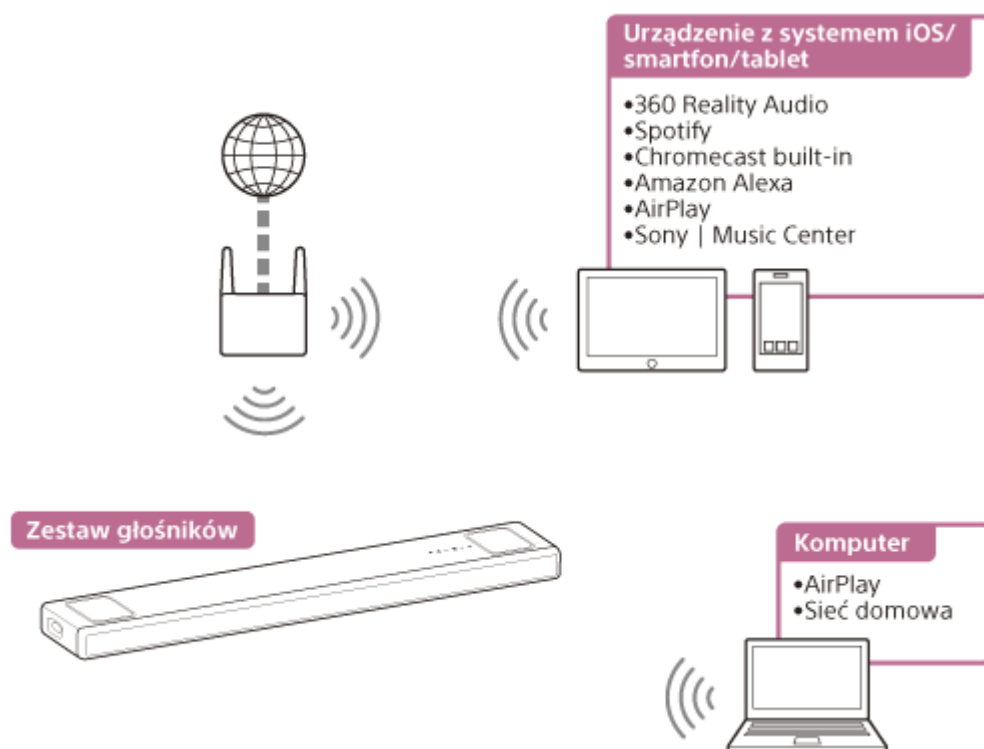 Urządzenie z systemem iOS/
smartfon/tablet
•360 Reality Audio
•Spotify
•Chromecast built-in
•Amazon Alexa
•AirPlay
•Sony | Music Center
Zestaw głośników
Komputer
•AirPlay
•Sieć domowa